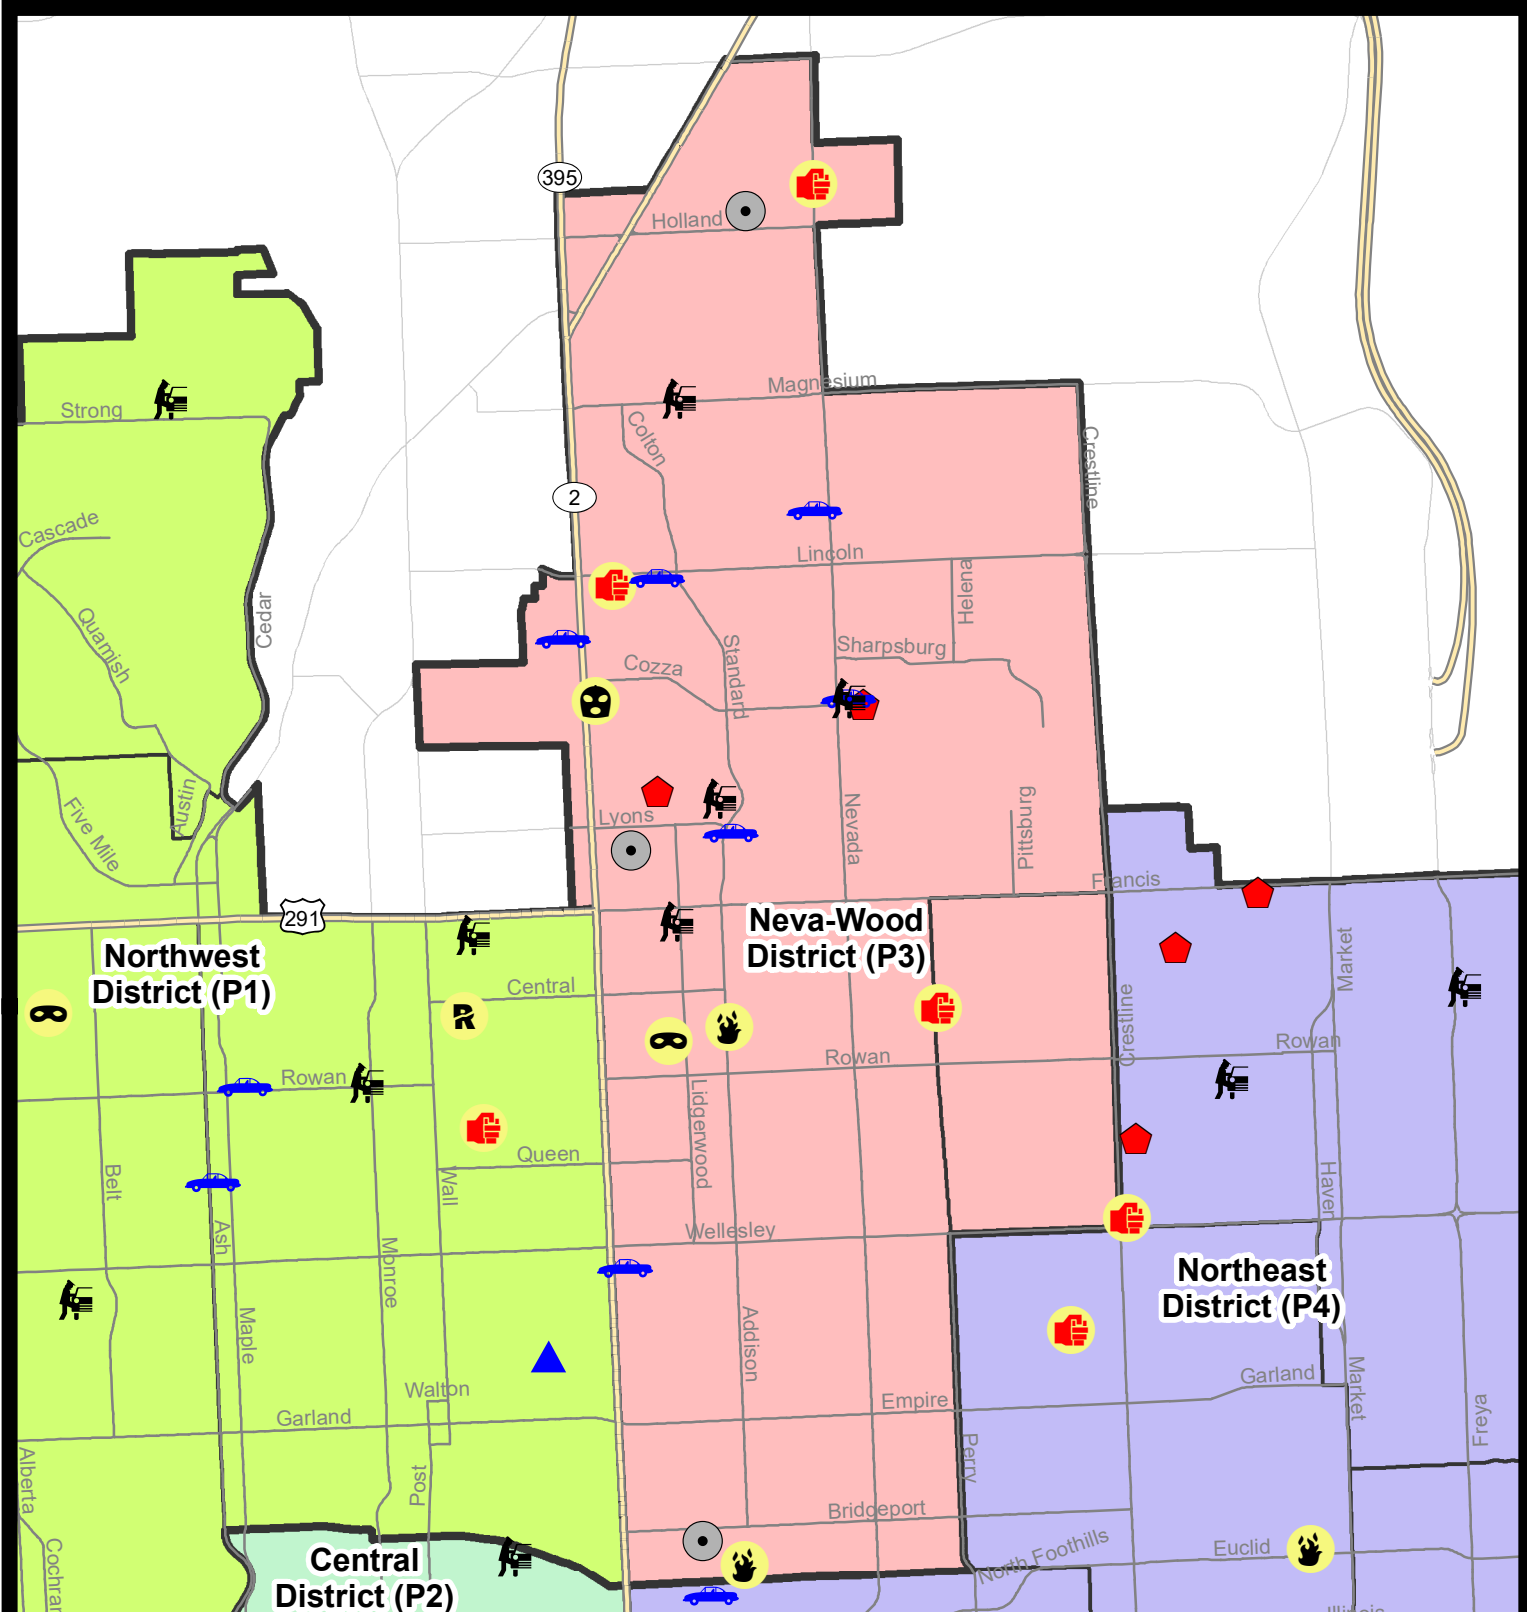 395
Holland
Magnesium
Strong
Colton
Crestline
2
Cascade
Lincoln
Helena
Cedar
Quamish
Sharpsburg
Cozza
Standard
Austin
Five Mile
Lyons
Nevada
Pittsburg
Francis
291
Neva-Wood
District (P3)
Northwest
District (P1)
Central
Market
Crestline
Rowan
Rowan
Rowan
Lidgerwood
Queen
Belt
Wall
Haven
Ash
Wellesley
Monroe
Northeast
District (P4)
Maple
Addison
Walton
Garland
Empire
Garland
Market
Freya
Alberta
Post
Perry
Bridgeport
Cochran
North Foothills
Euclid
Central
District (P2)